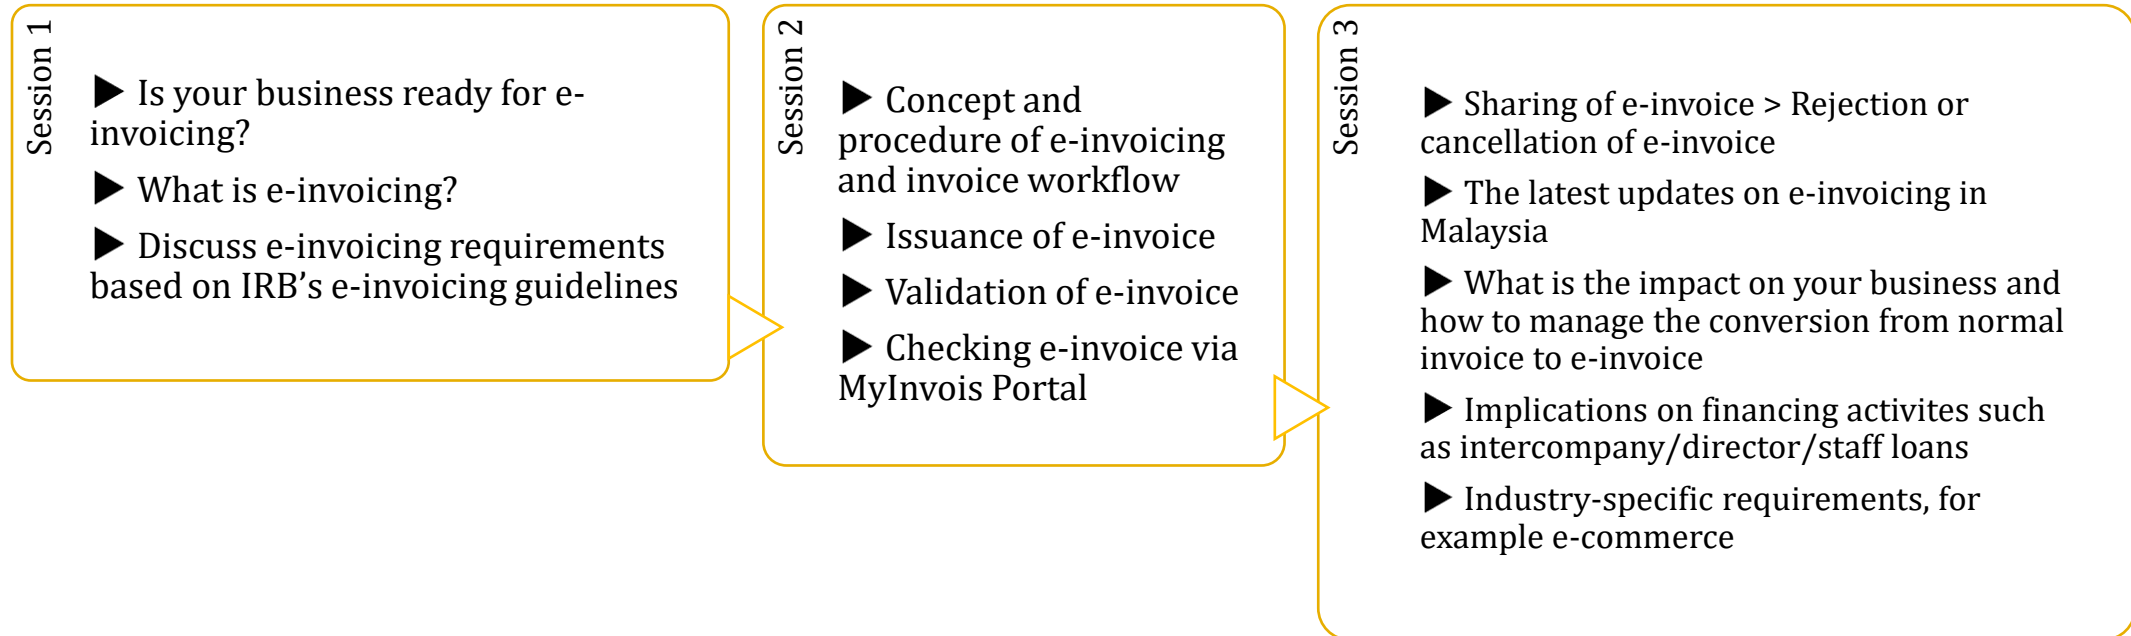 Session 1
▶ Is your business ready for e-
invoicing?
▶ What is e-invoicing?
▶ Discuss e-invoicing requirements
based on IRB's e-invoicing guidelines
Session 2
▶ Concept and
procedure of e-invoicing
and invoice workflow
▶ Issuance of e-invoice
▶ Validation of e-invoice
▶ Checking e-invoice via
MyInvois Portal
Session 3
▶ Sharing of e-invoice > Rejection or
cancellation of e-invoice
▶ The latest updates on e-invoicing in
Malaysia
▶ What is the impact on your business and
how to manage the conversion from normal
invoice to e-invoice
▶ Implications on financing activites such
as intercompany/director/staff loans
▶ Industry-specific requirements, for
example e-commerce